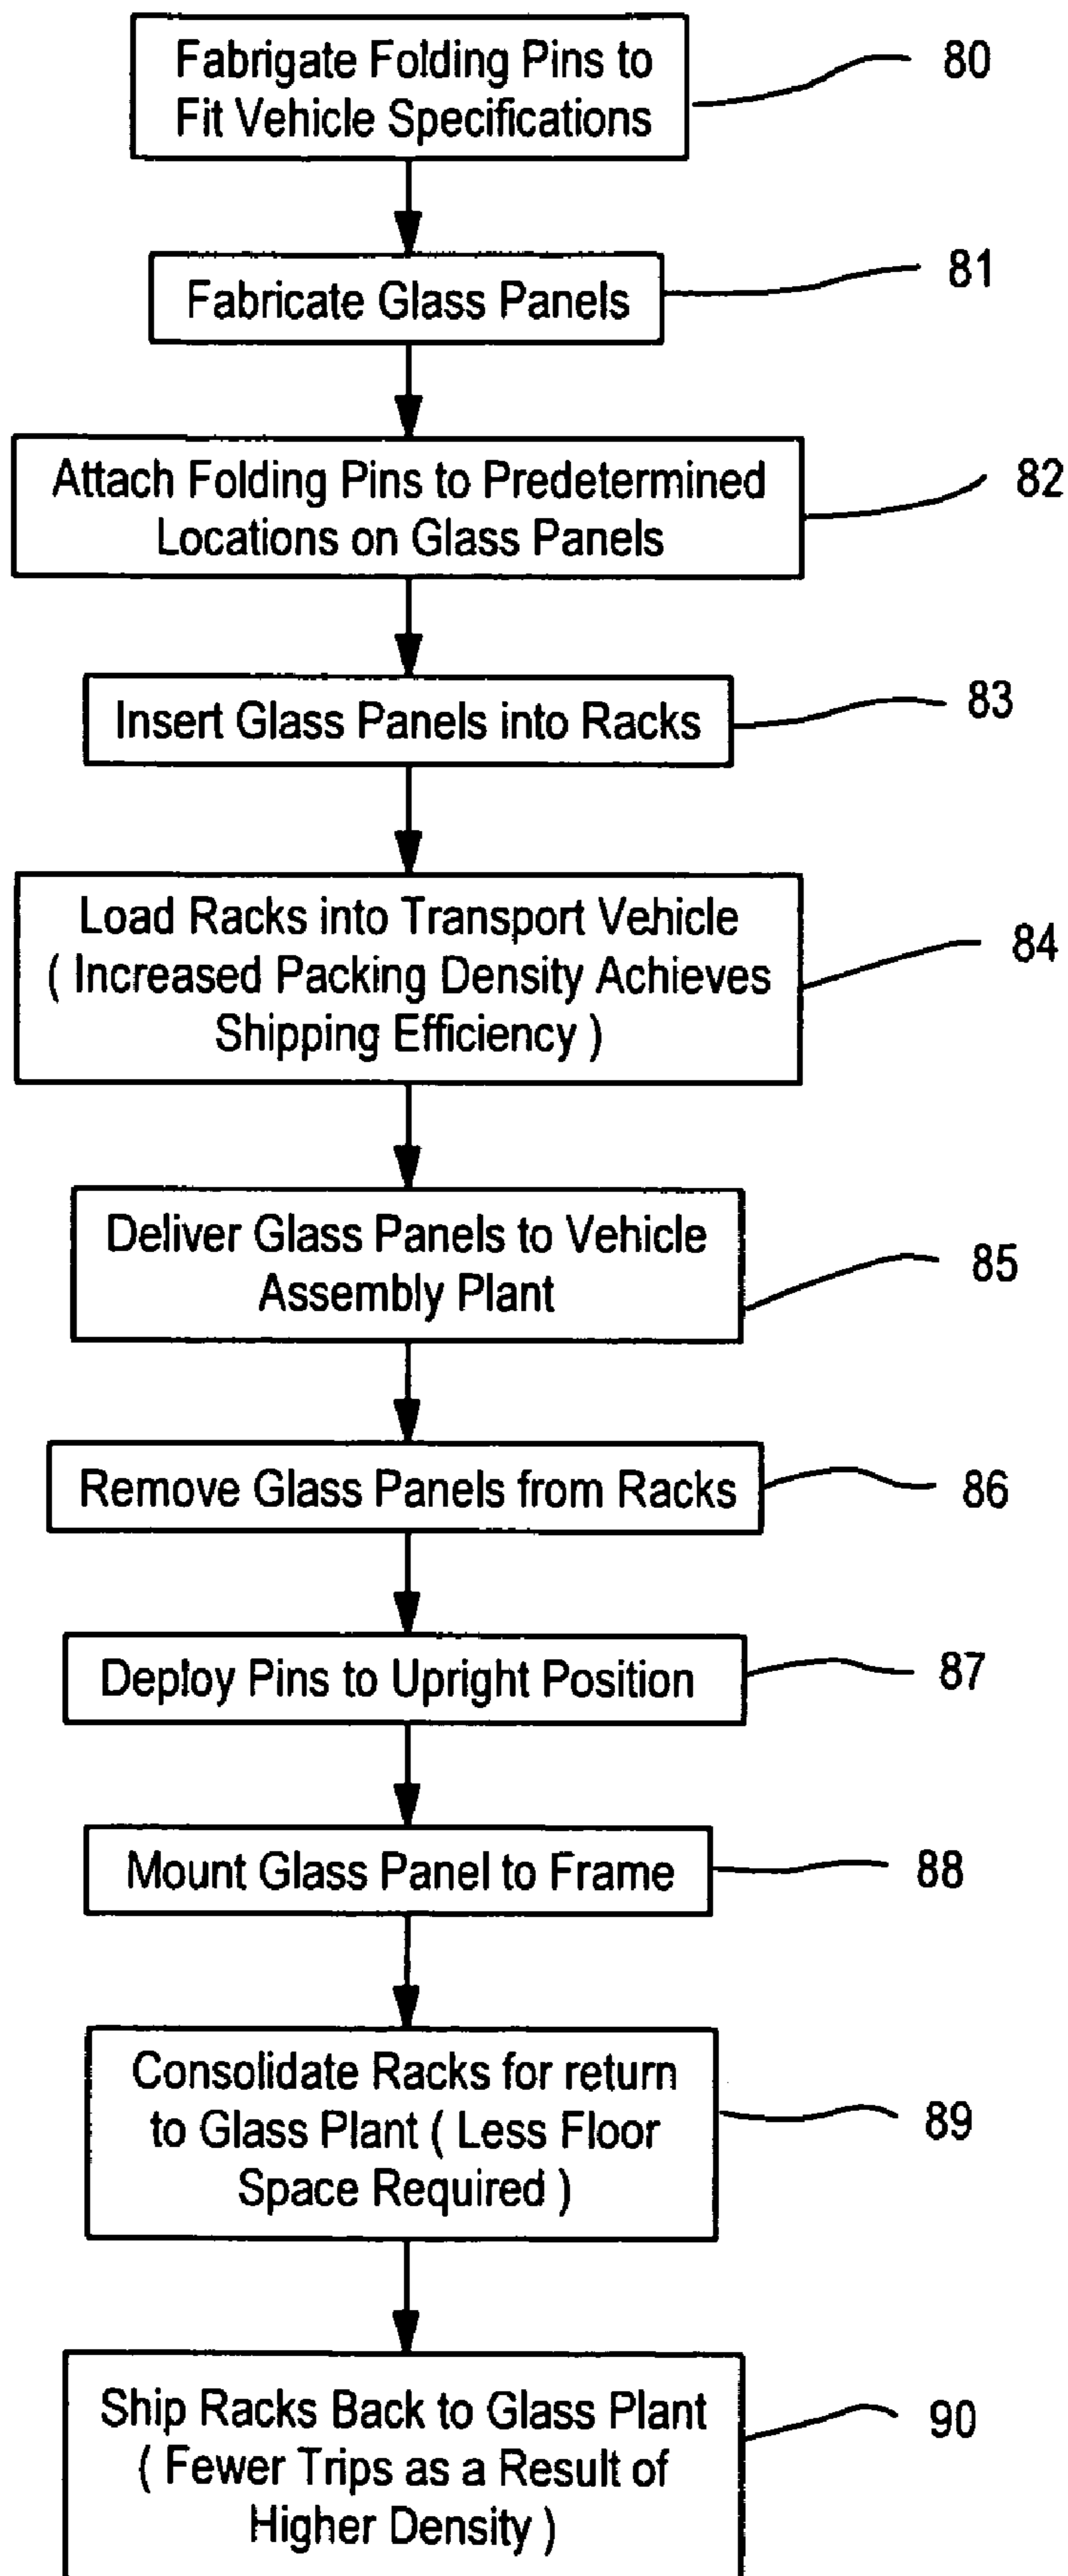 Fabrigate Folding Pins to
Fit Vehicle Specifications
80
Fabricate Glass Panels
81
Attach Folding Pins to Predetermined
Locations on Glass Panels
82
Insert Glass Panels into Racks
83
Load Racks into Transport Vehicle
( Increased Packing Density Achieves
Shipping Efficiency )
84
Deliver Glass Panels to Vehicle
Assembly Plant
85
Remove Glass Panels from Racks
86
Deploy Pins to Upright Position
87
Mount Glass Panel to Frame
88
Consolidate Racks for return
to Glass Plant ( Less Floor
Space Required )
89
Ship Racks Back to Glass Plant
( Fewer Trips as a Result of
Higher Density )
90